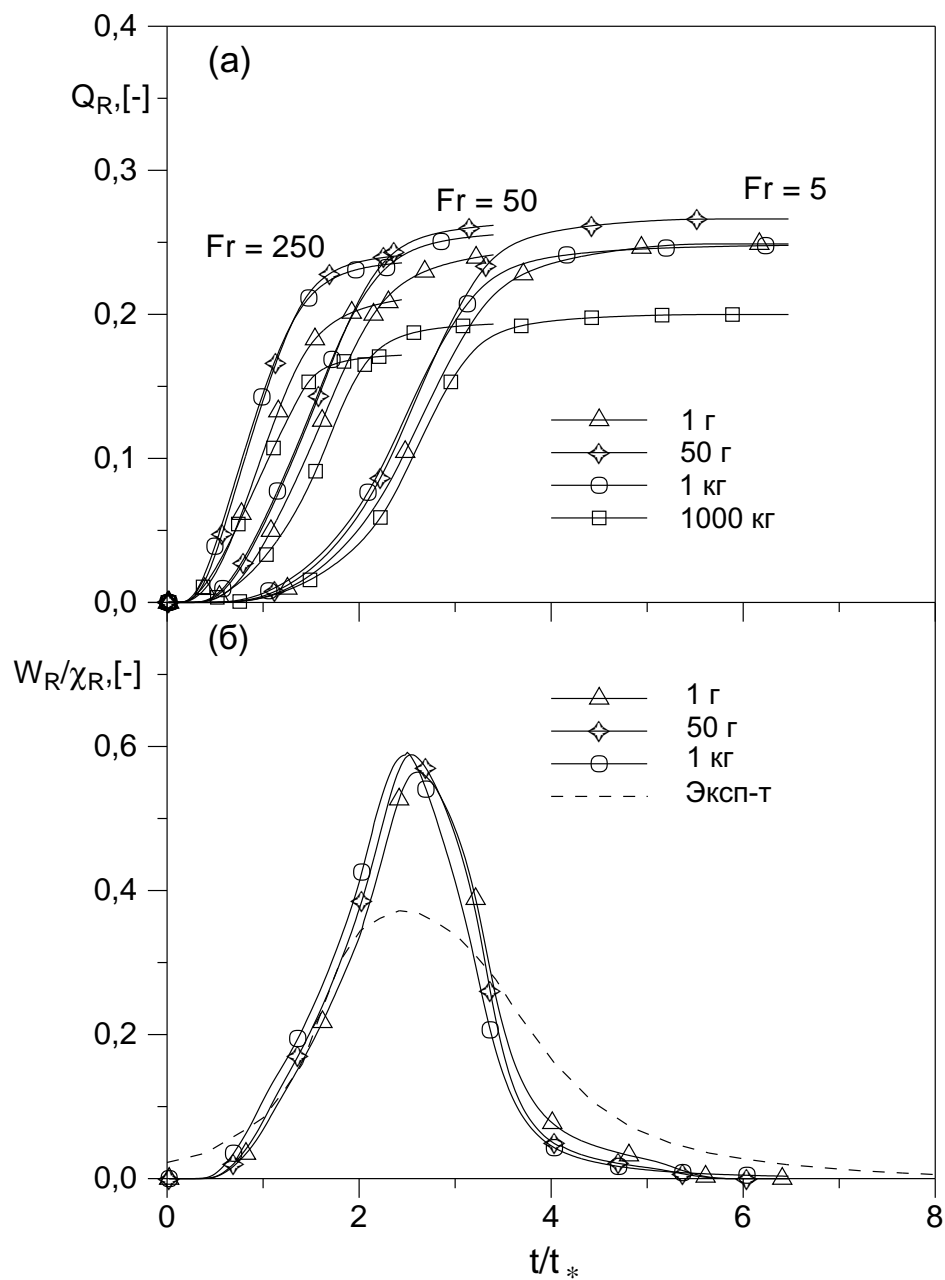 0,4
(а)
Q_R,[-]
0,3
Fr = 250
Fr = 50
Fr = 5
0,2
0,1
0,0
1 г
50 г
1 кг
1000 кг
(б)
W_R/χ_R,[-]
0,6
0,4
0,2
0,0
1 г
50 г
1 кг
Эксп-т
0 2 4 6 8
t/t_*